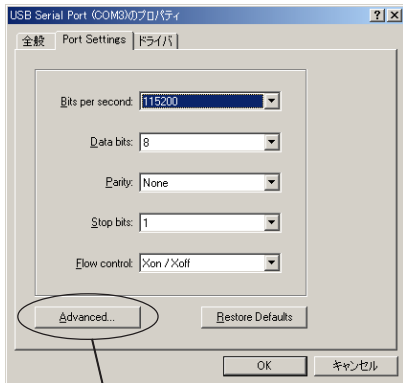 USB Serial Port (COM3)のプロパティ
全般 Port Settings ドライバ
Bits per second: 115200
Data bits: 8
Parity: None
Stop bits: 1
Flow control: Xon / Xoff
Advanced... Restore Defaults
OK キャンセル